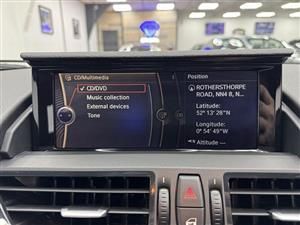 CD/Multimedia
CD/DVD
Music collection
External devices
Tone
Position
ROTHERSTHORPE
ROAD, NN4 8, N...
Latitude:
52° 13' 28"N
Longitude:
0° 54' 49"W
Altitude ---